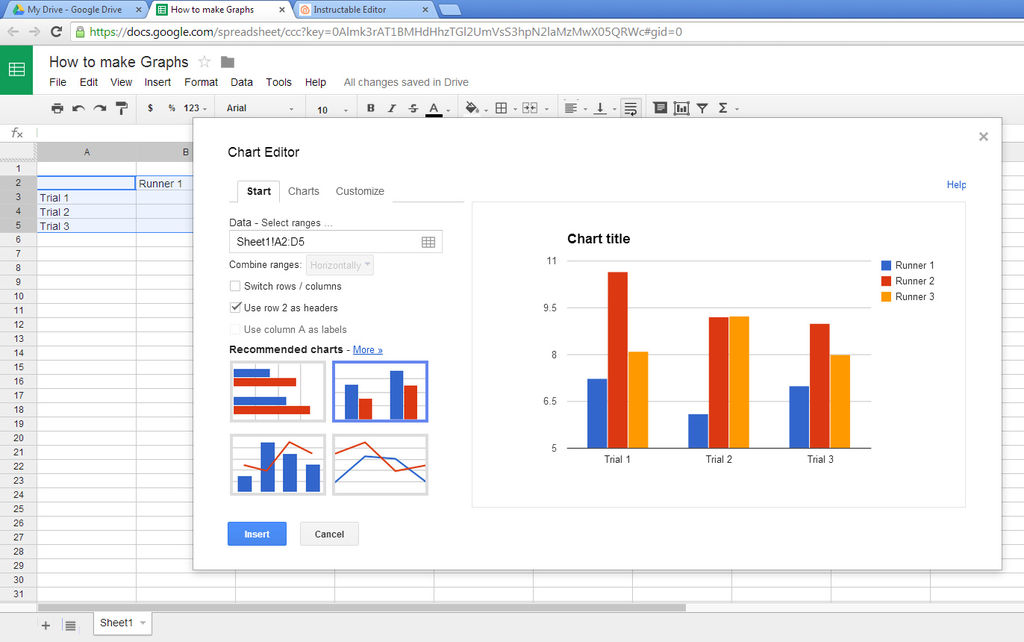 My Drive - Google Drive × How to make Graphs × Instructable Editor ×
https://docs.google.com/spreadsheet/ccc?key=0Almk3rAT1BMHdHhzTGl2UmVsS3hpN2laMzMwX05QRWc#gid=0
How to make Graphs
File Edit View Insert Format Data Tools Help All changes saved in Drive
$ % 123 Arial 10 B I S A Σ
fx
A B
1
2 Runner 1
3 Trial 1
4 Trial 2
5 Trial 3
6
7
8
9
10
11
12
13
14
15
16
17
18
19
20
21
22
23
24
25
26
27
28
29
30
31
Chart Editor ×
Start Charts Customize
Help
Data - Select ranges ...
Sheet1!A2:D5
Combine ranges: Horizontally
Switch rows / columns
Use row 2 as headers
Use column A as labels
Recommended charts - More »
Insert Cancel
Chart title
11
9.5
8
6.5
5
Trial 1 Trial 2 Trial 3
Runner 1
Runner 2
Runner 3
+ Sheet1